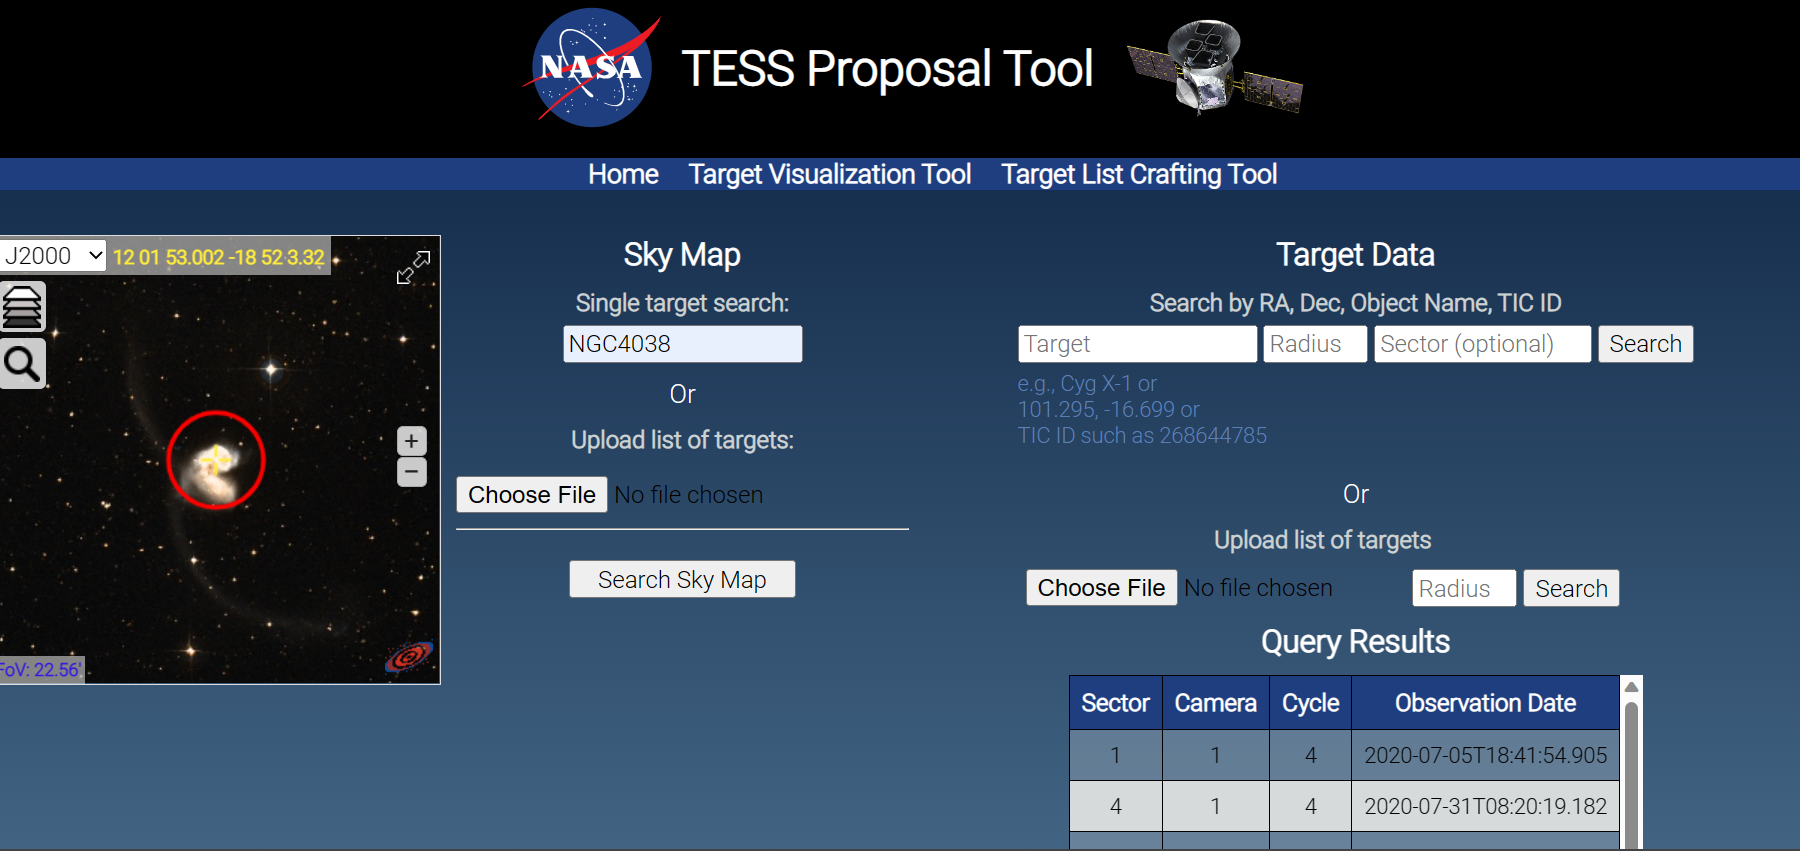 NASA
TESS Proposal Tool
Home Target Visualization Tool Target List Crafting Tool
J2000 12 01 53.002 -18 52 3.32
FoV: 22.56'
+
−
Sky Map
Single target search:
NGC4038
Or
Upload list of targets:
Choose File No file chosen
Search Sky Map
Target Data
Search by RA, Dec, Object Name, TIC ID
Target Radius Sector (optional) Search
e.g., Cyg X-1 or
101.295, -16.699 or
TIC ID such as 268644785
Or
Upload list of targets
Choose File No file chosen Radius Search
Query Results
Sector Camera Cycle Observation Date
1 1 4 2020-07-05T18:41:54.905
4 1 4 2020-07-31T08:20:19.182